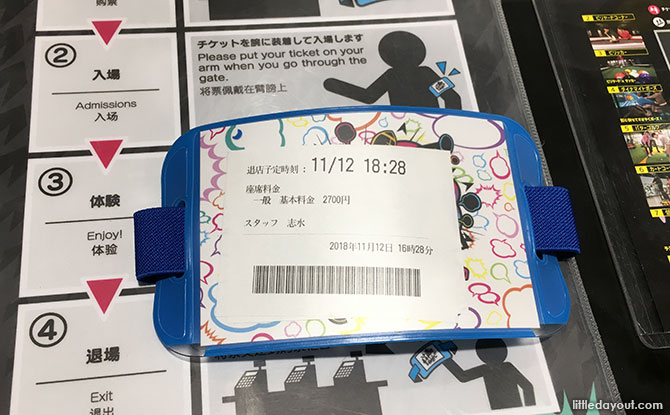 购票
②
入場
Admissions
入场
③
体験
Enjoy!
体验
④
退場
Exit
退出
チケットを腕に装着して入場します
Please put your ticket on your
arm when you go through the
gate.
将票佩戴在臂膀上
退店予定時刻 : 11/12 18:28
座席料金
一般 基本料金 2700円
スタッフ 志水
2018年11月12日 16時28分
littledayout.com